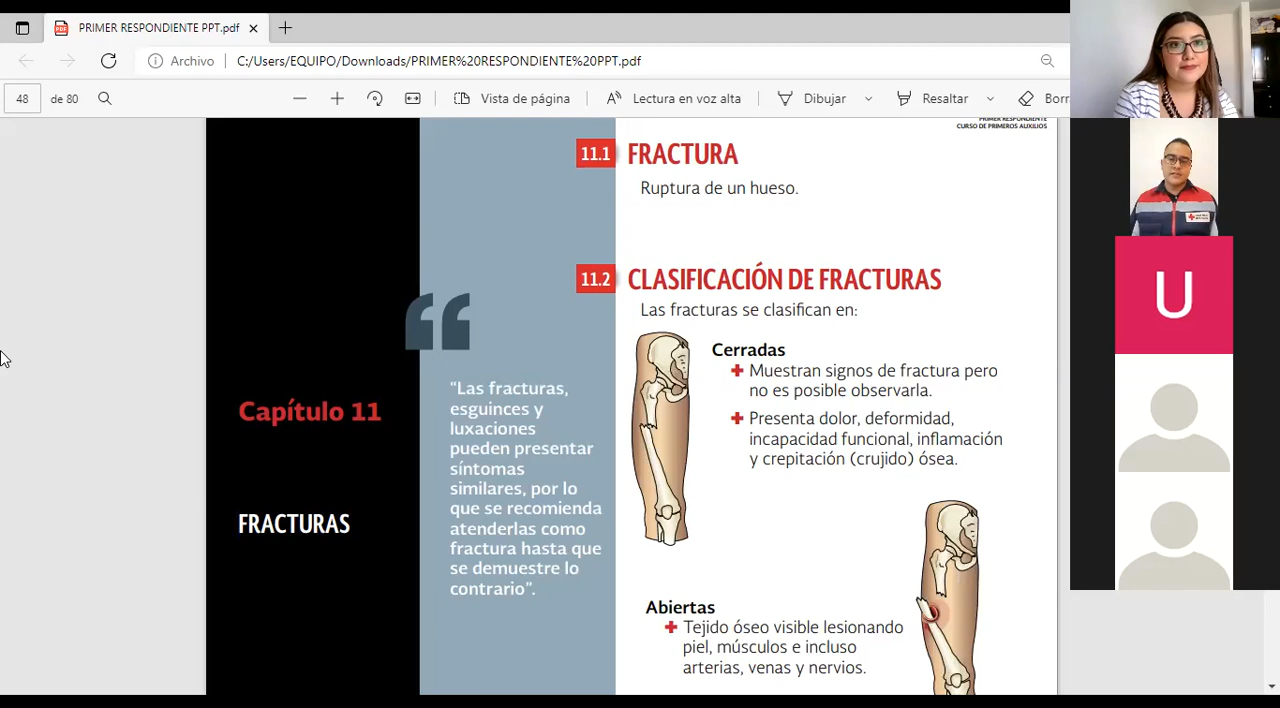 PRIMER RESPONDIENTE PPT.pdf
Archivo
C:/Users/EQUIPO/Downloads/PRIMER%20RESPONDIENTE%20PPT.pdf
48 de 80
Vista de página
Lectura en voz alta
Dibujar
Resaltar
Borr
PRIMER RESPONDIENTE
CURSO DE PRIMEROS AUXILIOS
11.1 FRACTURA
Ruptura de un hueso.
11.2 CLASIFICACIÓN DE FRACTURAS
Las fracturas se clasifican en:
Cerradas
Muestran signos de fractura pero
no es posible observarla.
Presenta dolor, deformidad,
incapacidad funcional, inflamación
y crepitación (crujido) ósea.
Abiertas
Tejido óseo visible lesionando
piel, músculos e incluso
arterias, venas y nervios.
Capítulo 11
FRACTURAS
“
“Las fracturas,
esguinces y
luxaciones
pueden presentar
síntomas
similares, por lo
que se recomienda
atenderlas como
fractura hasta que
se demuestre lo
contrario”.
U